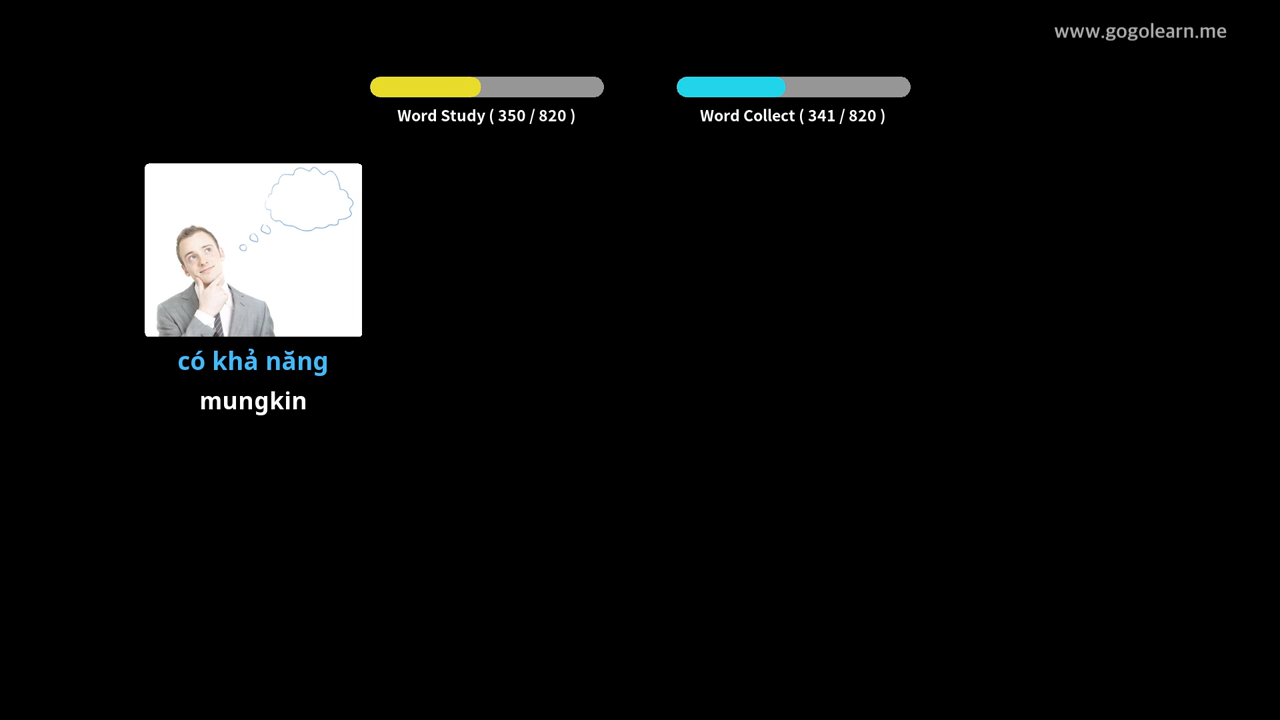 www.gogolearn.me
Word Study ( 350 / 820 )
Word Collect ( 341 / 820 )
có khả năng
mungkin